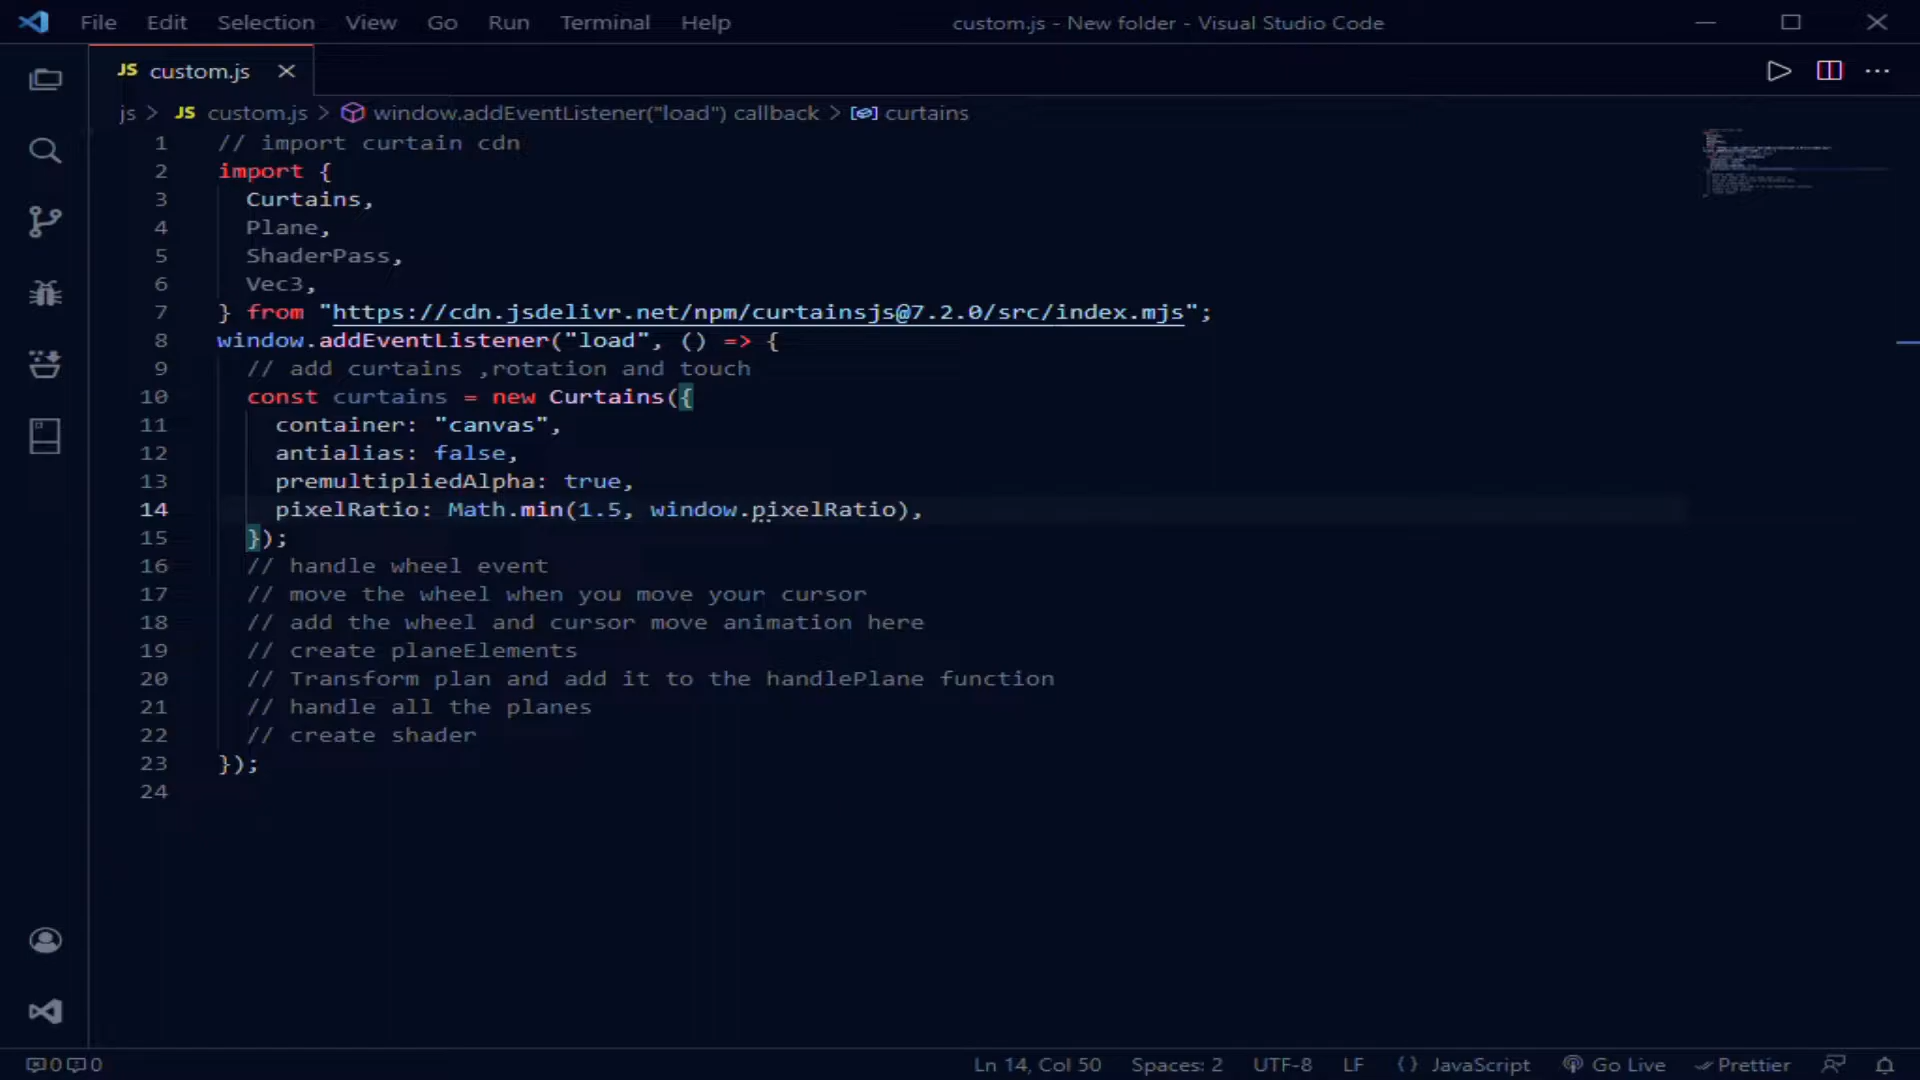 File Edit Selection View Go Run Terminal Help custom.js - New folder - Visual Studio Code
JS custom.js
js > JS custom.js > window.addEventListener("load") callback > curtains
1 // import curtain cdn
2 import {
3 Curtains,
4 Plane,
5 ShaderPass,
6 Vec3,
7 } from "https://cdn.jsdelivr.net/npm/curtainsjs@7.2.0/src/index.mjs";
8 window.addEventListener("load", () => {
9 // add curtains ,rotation and touch
10 const curtains = new Curtains({
11 container: "canvas",
12 antialias: false,
13 premultipliedAlpha: true,
14 pixelRatio: Math.min(1.5, window.pixelRatio),
15 });
16 // handle wheel event
17 // move the wheel when you move your cursor
18 // add the wheel and cursor move animation here
19 // create planeElements
20 // Transform plan and add it to the handlePlane function
21 // handle all the planes
22 // create shader
23 });
24
0 0 Ln 14, Col 50 Spaces: 2 UTF-8 LF {} JavaScript Go Live Prettier